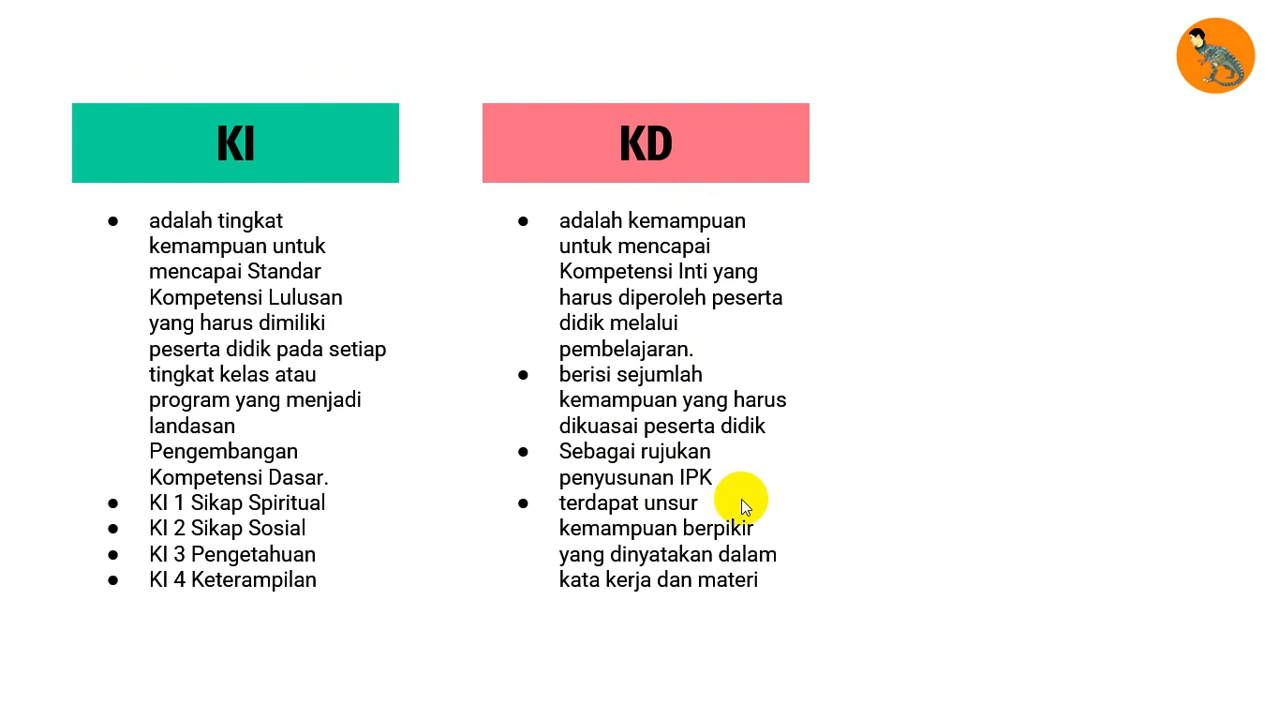 KI
adalah tingkat
kemampuan untuk
mencapai Standar
Kompetensi Lulusan
yang harus dimiliki
peserta didik pada setiap
tingkat kelas atau
program yang menjadi
landasan
Pengembangan
Kompetensi Dasar.
KI 1 Sikap Spiritual
KI 2 Sikap Sosial
KI 3 Pengetahuan
KI 4 Keterampilan
KD
adalah kemampuan
untuk mencapai
Kompetensi Inti yang
harus diperoleh peserta
didik melalui
pembelajaran.
berisi sejumlah
kemampuan yang harus
dikuasai peserta didik
Sebagai rujukan
penyusunan IPK
terdapat unsur
kemampuan berpikir
yang dinyatakan dalam
kata kerja dan materi